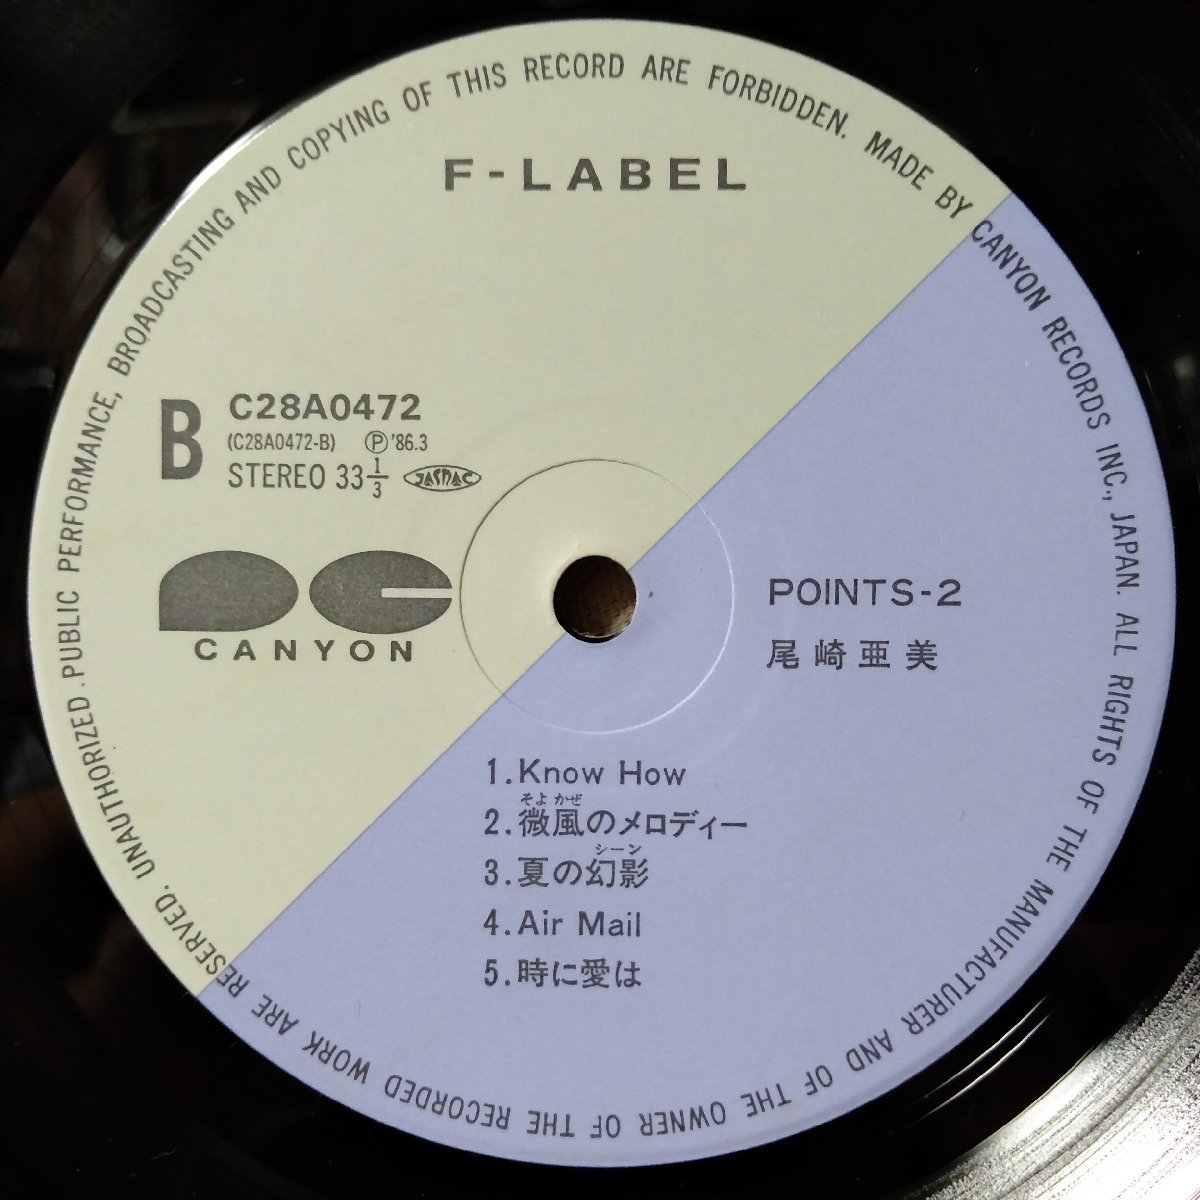 UNAUTHORIZED PUBLIC PERFORMANCE, BROADCASTING AND COPYING OF THIS RECORD ARE FORBIDDEN. MADE BY CANYON RECORDS INC., JAPAN. ALL RIGHTS OF THE MANUFACTURER AND OF THE OWNER OF THE RECORDED WORK ARE RESERVED.
F-LABEL
B
C28A0472
(C28A0472-B) Ⓟ'86.3
STEREO 33 1/3 JASRAC
PC
CANYON
POINTS-2
尾崎亜美
1.Know How
そよかぜ
2.微風のメロディー
シーン
3.夏の幻影
4.Air Mail
5.時に愛は